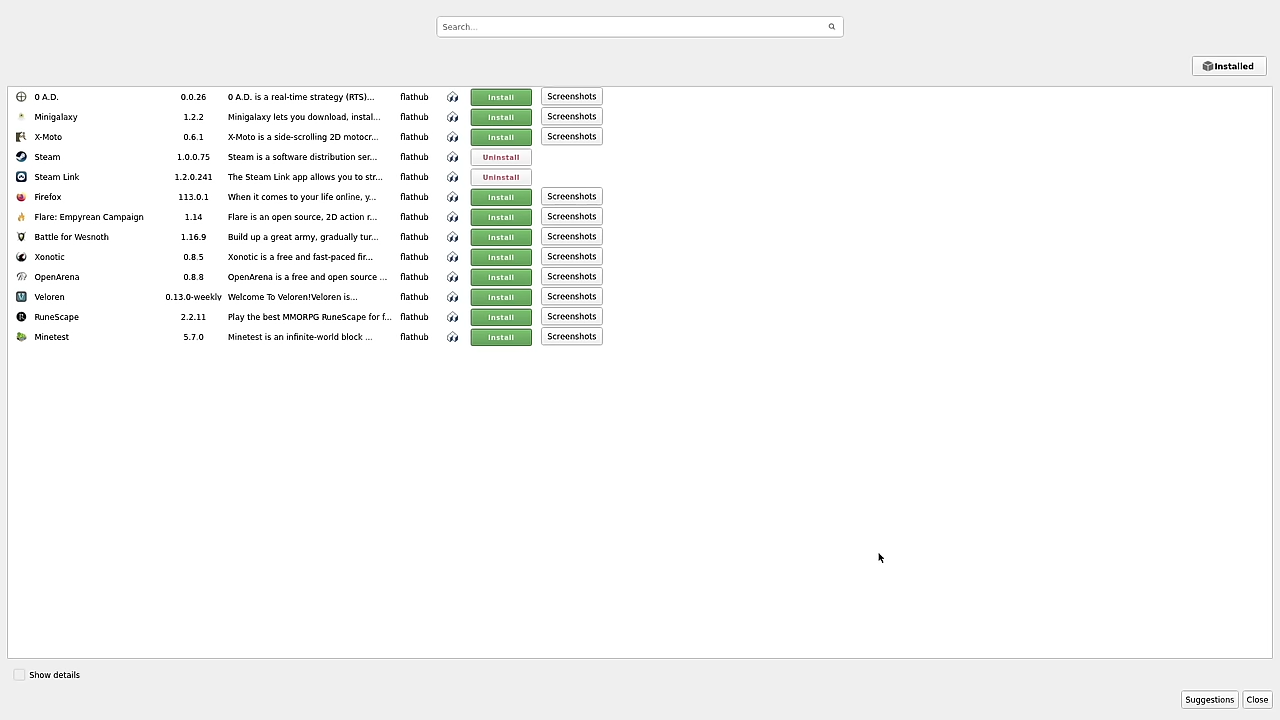 Search...
Installed
0 A.D. 0.0.26 0 A.D. is a real-time strategy (RTS)... flathub Install Screenshots
Minigalaxy 1.2.2 Minigalaxy lets you download, instal... flathub Install Screenshots
X-Moto 0.6.1 X-Moto is a side-scrolling 2D motocr... flathub Install Screenshots
Steam 1.0.0.75 Steam is a software distribution ser... flathub Uninstall
Steam Link 1.2.0.241 The Steam Link app allows you to str... flathub Uninstall
Firefox 113.0.1 When it comes to your life online, y... flathub Install Screenshots
Flare: Empyrean Campaign 1.14 Flare is an open source, 2D action r... flathub Install Screenshots
Battle for Wesnoth 1.16.9 Build up a great army, gradually tur... flathub Install Screenshots
Xonotic 0.8.5 Xonotic is a free and fast-paced fir... flathub Install Screenshots
OpenArena 0.8.8 OpenArena is a free and open source ... flathub Install Screenshots
Veloren 0.13.0-weekly Welcome To Veloren!Veloren is... flathub Install Screenshots
RuneScape 2.2.11 Play the best MMORPG RuneScape for f... flathub Install Screenshots
Minetest 5.7.0 Minetest is an infinite-world block ... flathub Install Screenshots
Show details
Suggestions Close